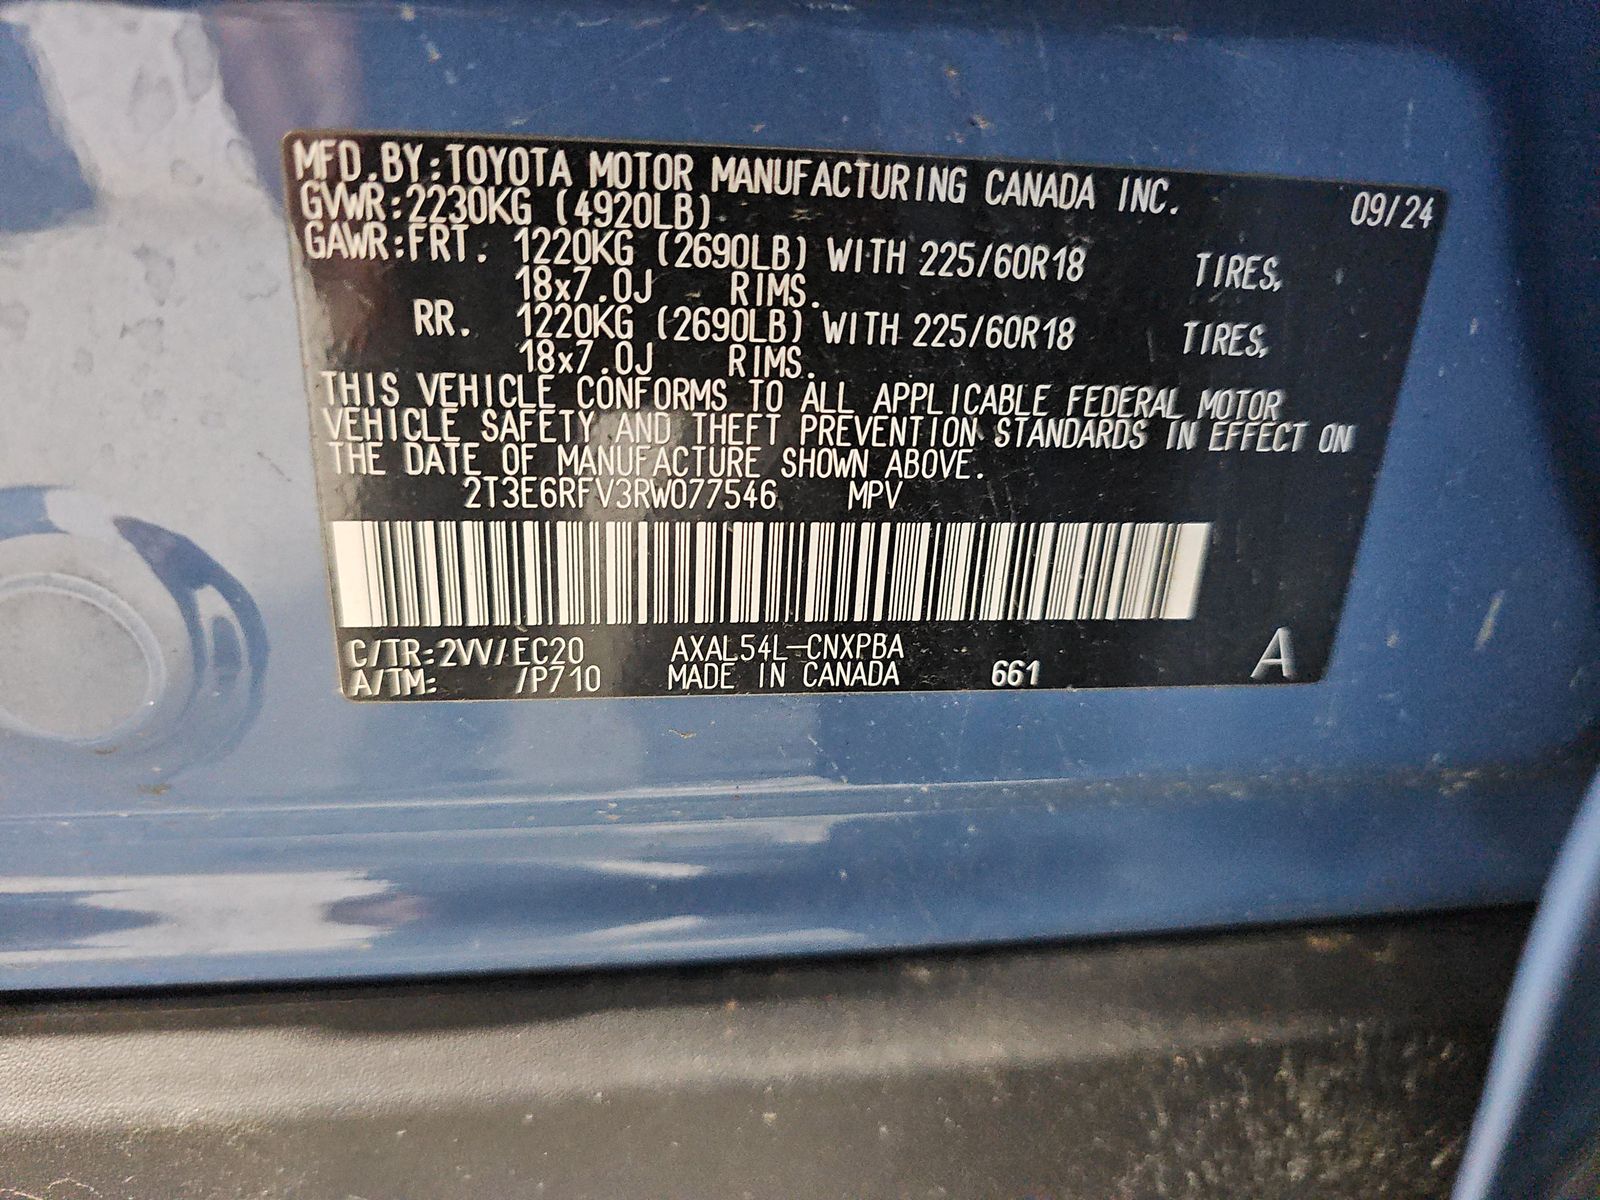 MFD.BY:TOYOTA MOTOR MANUFACTURING CANADA INC. 09/24
GVWR:2230KG (4920LB)
GAWR:FRT. 1220KG (2690LB) WITH 225/60R18 TIRES,
18x7.0J RIMS.
RR. 1220KG (2690LB) WITH 225/60R18 TIRES,
18x7.0J RIMS.
THIS VEHICLE CONFORMS TO ALL APPLICABLE FEDERAL MOTOR
VEHICLE SAFETY AND THEFT PREVENTION STANDARDS IN EFFECT ON
THE DATE OF MANUFACTURE SHOWN ABOVE.
2T3E6RFV3RW077546 MPV
C/TR:2VV/EC20 AXAL54L-CNXPBA
A/TM: /P710 MADE IN CANADA 661 A